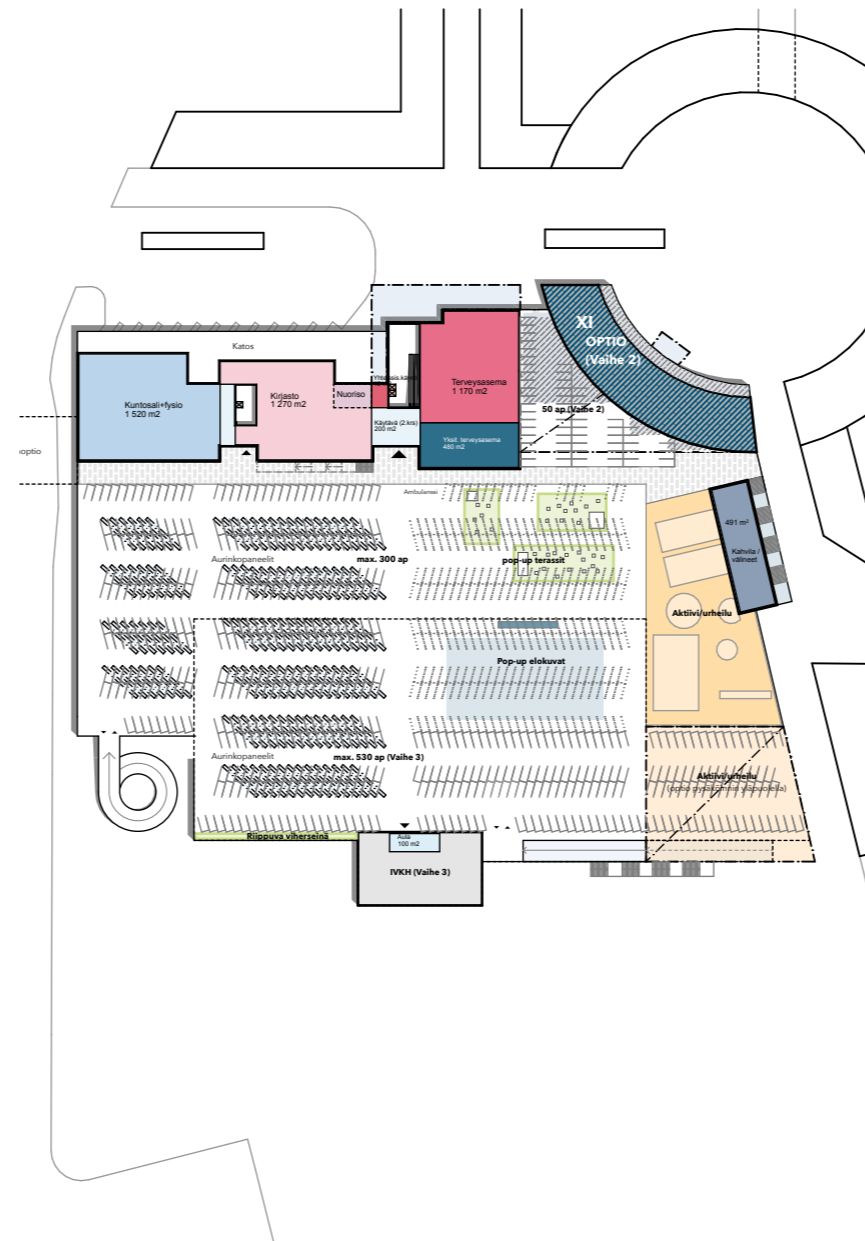 XI
OPTIO
(Vaihe 2)
Katos
Kuntosali+fysio
1 520 m2
Kirjasto
1 270 m2
Nuoriso
Terveysasema
1 170 m2
Käytävä (2.krs)
200 m2
Yksit. terveysasema
480 m2
50 ap (Vaihe 2)
optio
Ambulanssi
491 m²
Kahvila /
välineet
Aurinkopaneelit
max. 300 ap
pop-up terassit
Aktiivi/urheilu
Pop-up elokuvat
Aurinkopaneelit
max. 530 ap (Vaihe 3)
Aktiivi/urheilu
(optio pysäköinnin yläpuolella)
Riippuva viherseinä
Aula
100 m2
IVKH (Vaihe 3)